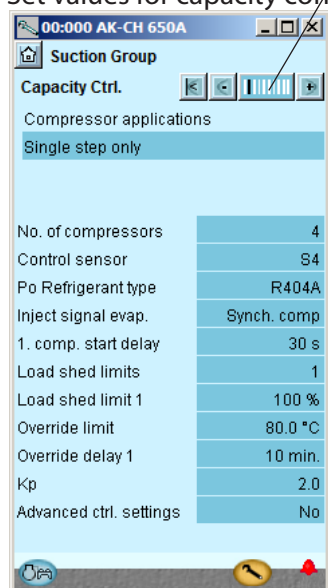 Set values for capacity con
00:000 AK-CH 650A
Suction Group
Capacity Ctrl.
Compressor applications
Single step only
No. of compressors 4
Control sensor S4
Po Refrigerant type R404A
Inject signal evap. Synch. comp
1. comp. start delay 30 s
Load shed limits 1
Load shed limit 1 100 %
Override limit 80.0 °C
Override delay 1 10 min.
Kp 2.0
Advanced ctrl. settings No